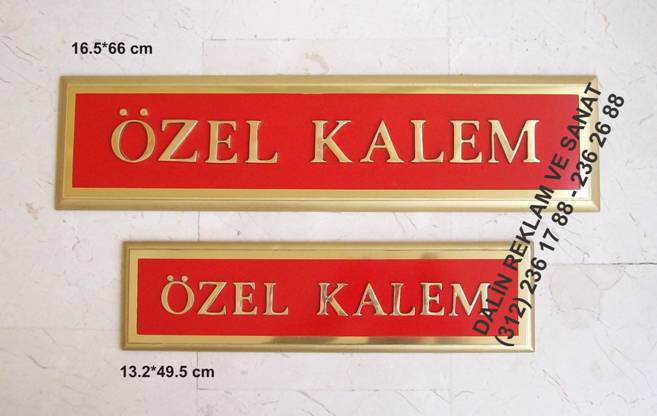 16.5*66 cm
ÖZEL KALEM
ÖZEL KALEM
13.2*49.5 cm
DALIN REKLAM VE SANAT
(312) 236 17 88 - 236 26 88